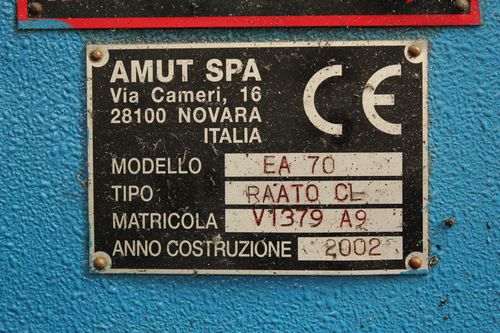 AMUT SPA
Via Cameri, 16
28100 NOVARA
ITALIA
CE
MODELLO EA 70
TIPO RAATO CL
MATRICOLA V1379 A9
ANNO COSTRUZIONE 2002